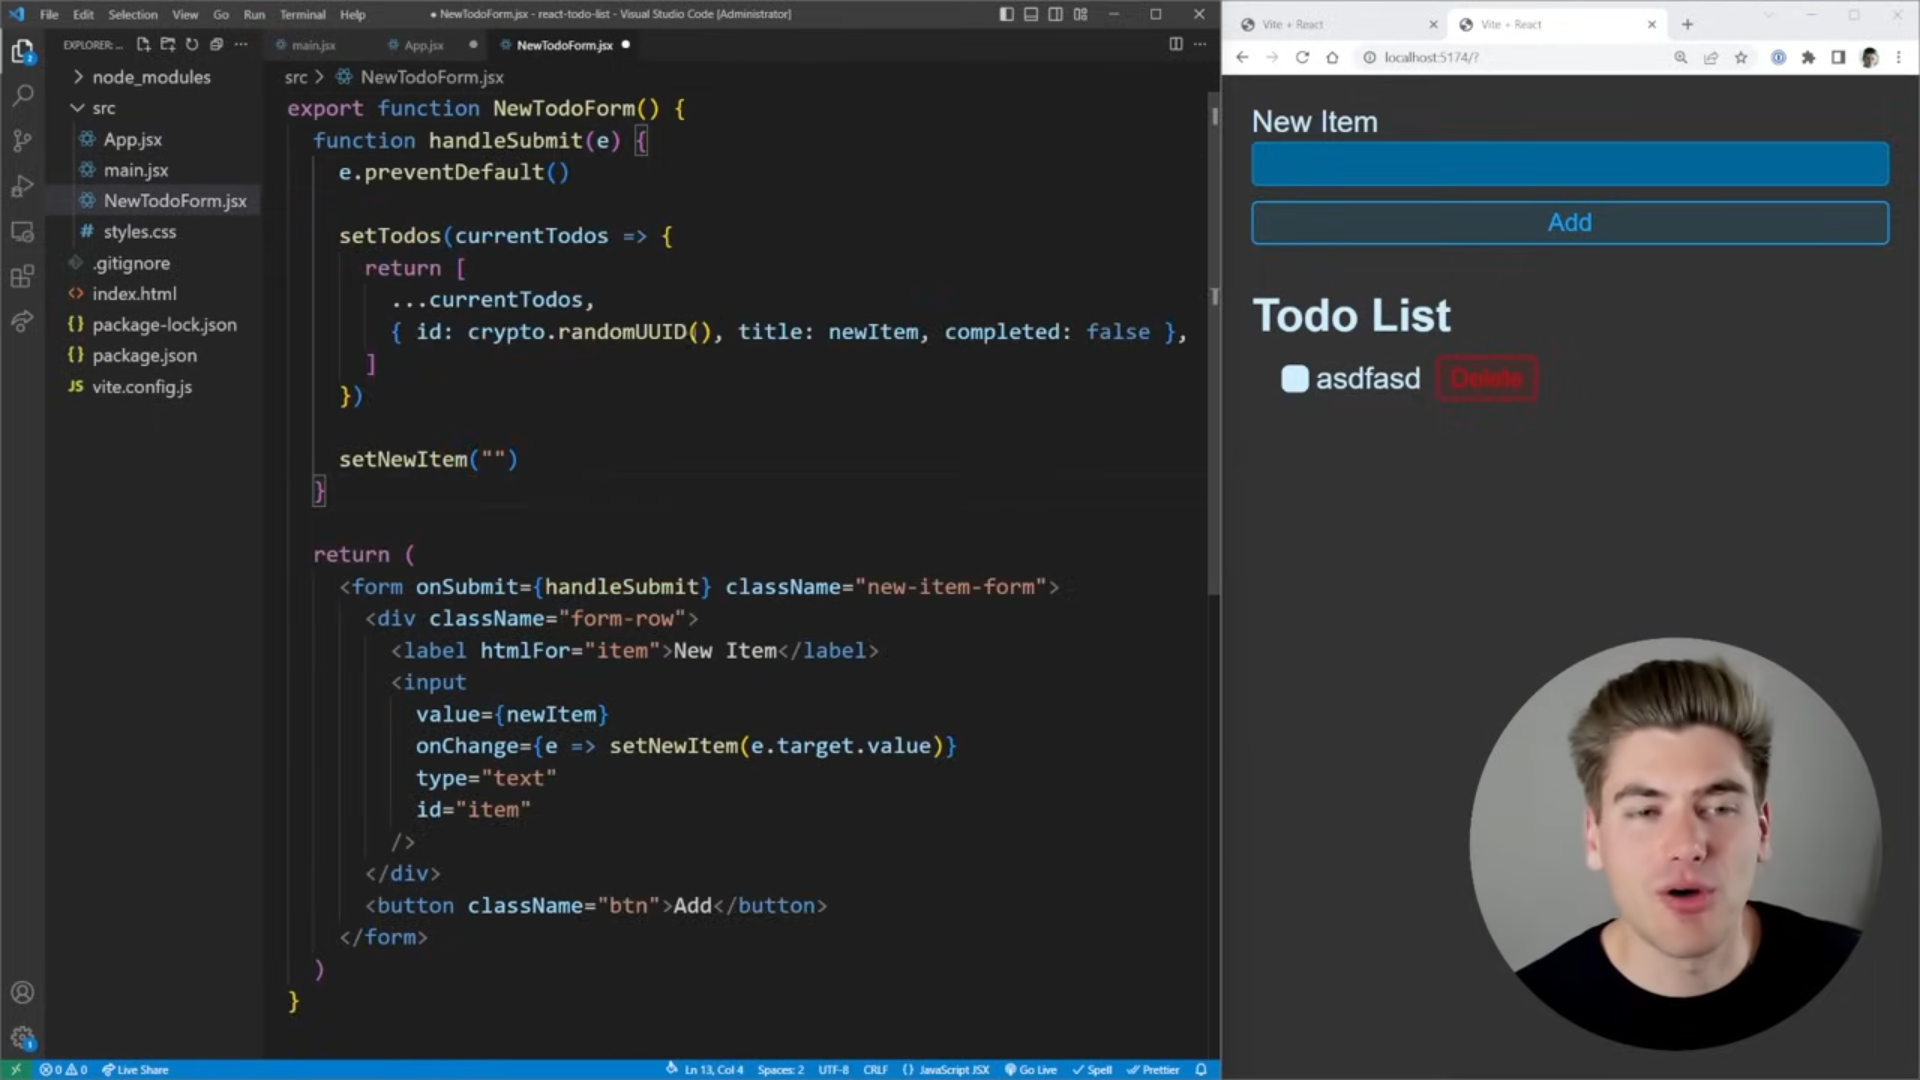 File Edit Selection View Go Run Terminal Help
● NewTodoForm.jsx - react-todo-list - Visual Studio Code [Administrator]
EXPLORER: ...
main.jsx
App.jsx
NewTodoForm.jsx
node_modules
src
App.jsx
main.jsx
NewTodoForm.jsx
styles.css
.gitignore
index.html
package-lock.json
package.json
vite.config.js
src > NewTodoForm.jsx
export function NewTodoForm() {
function handleSubmit(e) {
e.preventDefault()
setTodos(currentTodos => {
return [
...currentTodos,
{ id: crypto.randomUUID(), title: newItem, completed: false },
]
})
setNewItem("")
}
return (
<form onSubmit={handleSubmit} className="new-item-form">
<div className="form-row">
<label htmlFor="item">New Item</label>
<input
value={newItem}
onChange={e => setNewItem(e.target.value)}
type="text"
id="item"
/>
</div>
<button className="btn">Add</button>
</form>
)
}
0 0 Live Share
Ln 13, Col 4 Spaces: 2 UTF-8 CRLF {} JavaScript JSX Go Live Spell Prettier
Vite + React
Vite + React
localhost:5174/?
New Item
Add
Todo List
asdfasd Delete